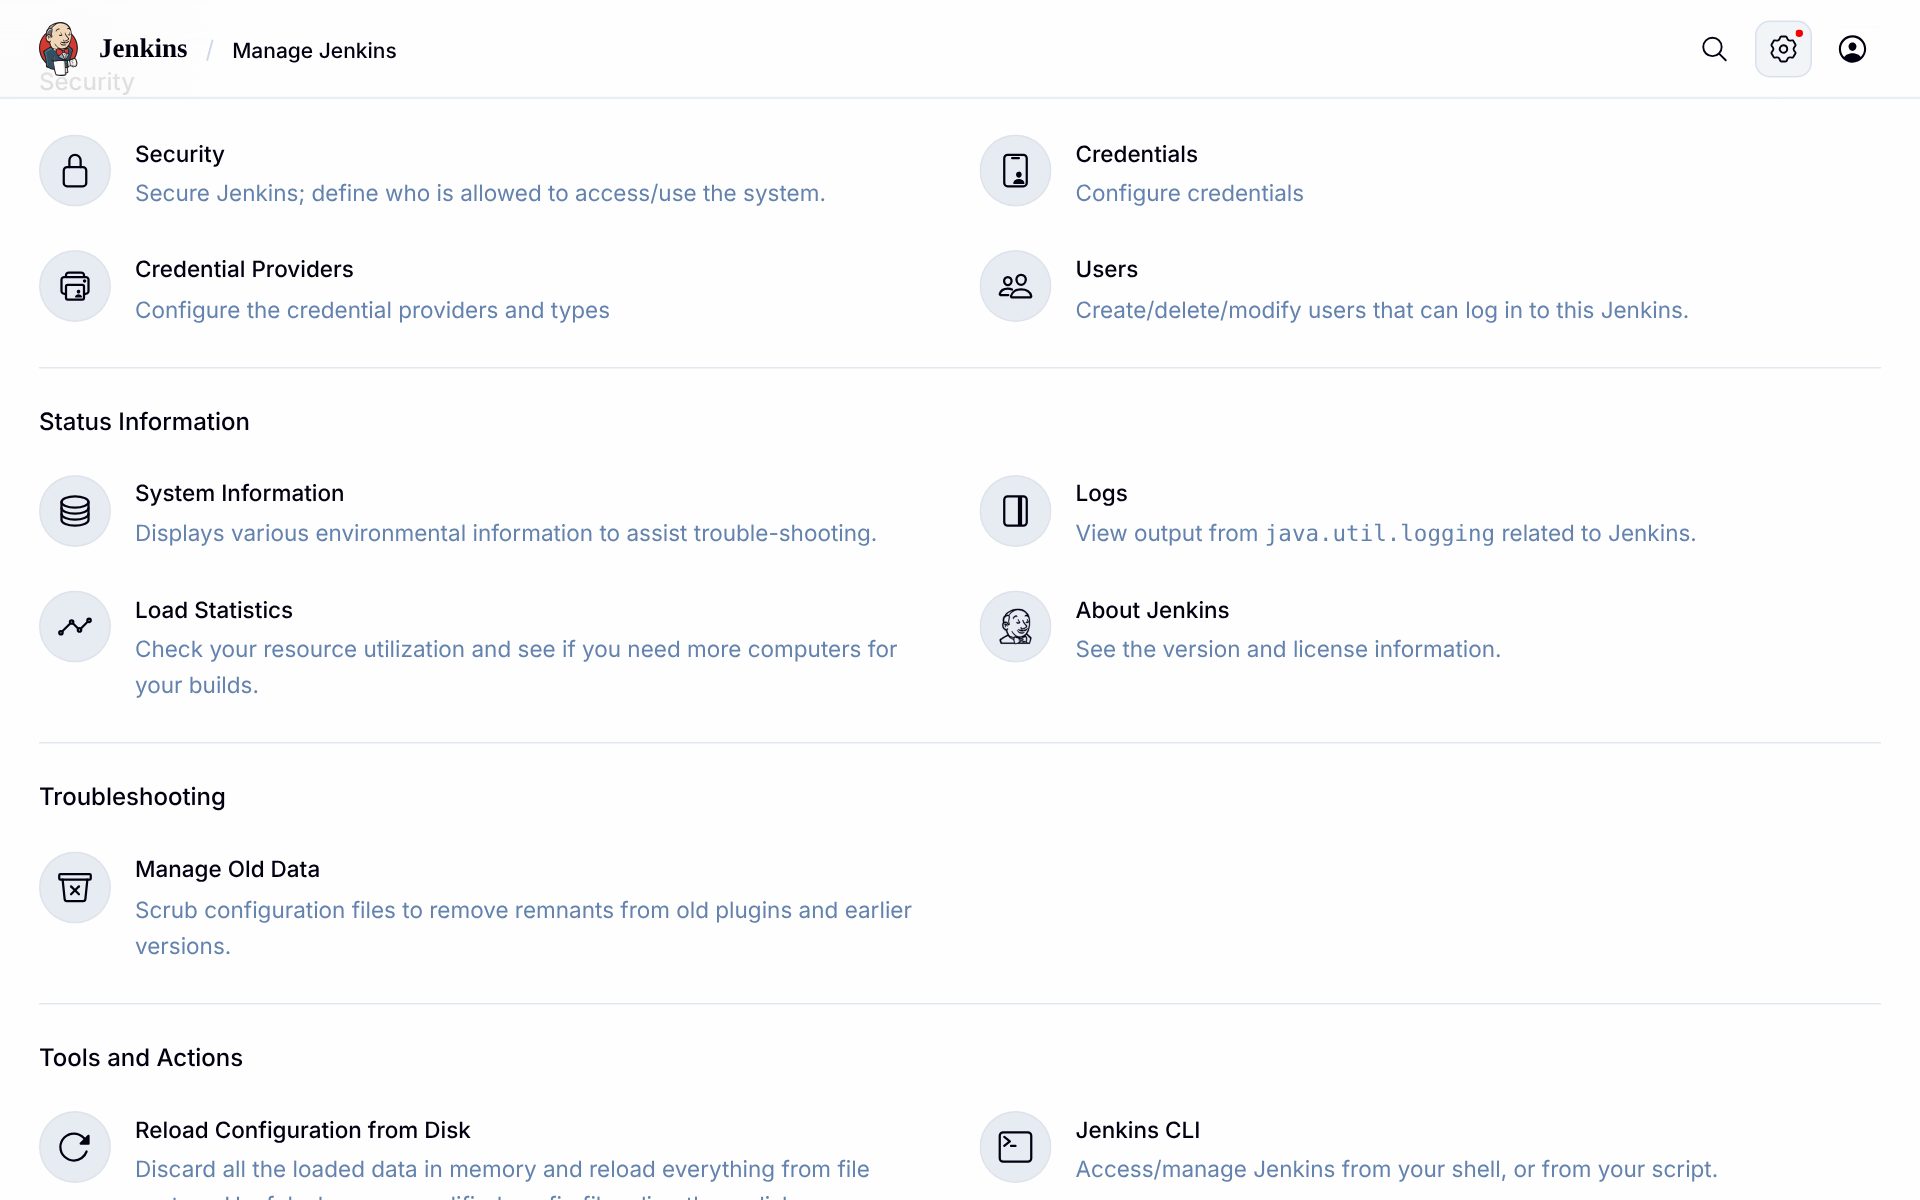 Jenkins / Manage Jenkins
Security
Security
Secure Jenkins; define who is allowed to access/use the system.
Credentials
Configure credentials
Credential Providers
Configure the credential providers and types
Users
Create/delete/modify users that can log in to this Jenkins.
Status Information
System Information
Displays various environmental information to assist trouble-shooting.
Logs
View output from java.util.logging related to Jenkins.
Load Statistics
Check your resource utilization and see if you need more computers for
your builds.
About Jenkins
See the version and license information.
Troubleshooting
Manage Old Data
Scrub configuration files to remove remnants from old plugins and earlier
versions.
Tools and Actions
Reload Configuration from Disk
Discard all the loaded data in memory and reload everything from file
Jenkins CLI
Access/manage Jenkins from your shell, or from your script.